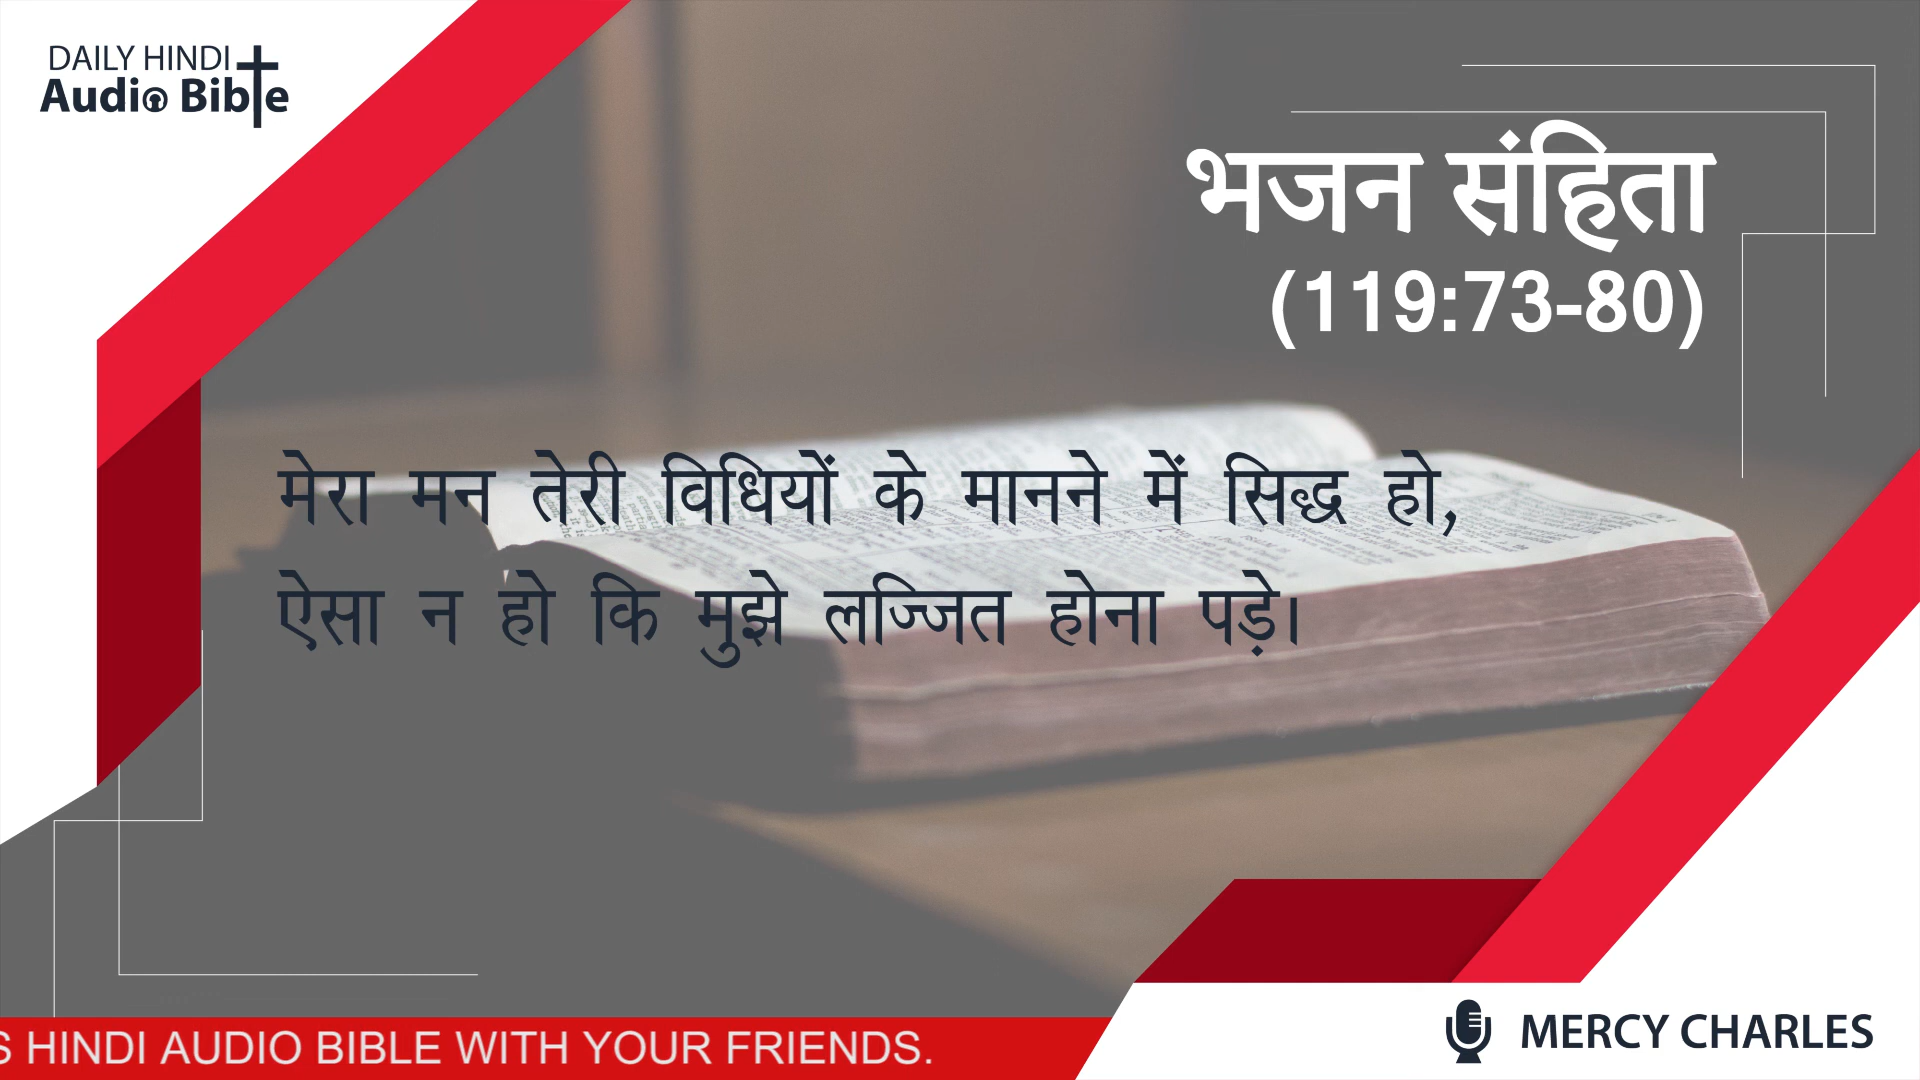 DAILY HINDI
Audio Bible
भजन संहिता
(119:73-80)
मेरा मन तेरी विधियों के मानने में सिद्ध हो,
ऐसा न हो कि मुझे लज्जित होना पड़े।
S HINDI AUDIO BIBLE WITH YOUR FRIENDS.
MERCY CHARLES